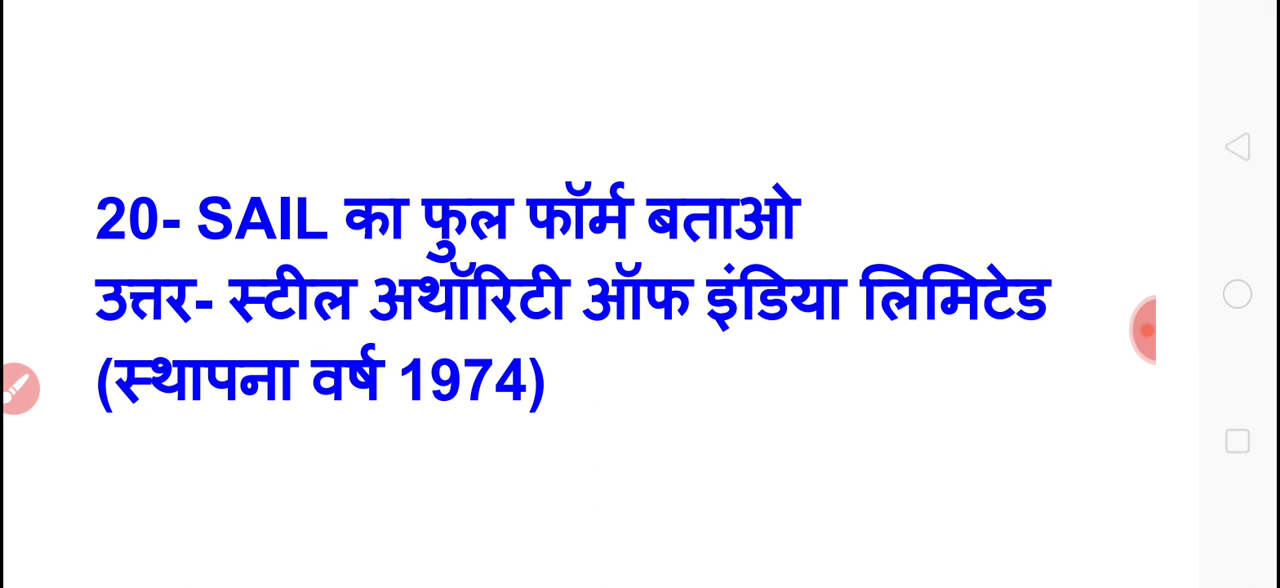 20- SAIL का फुल फॉर्म बताओ
उत्तर- स्टील अथॉरिटी ऑफ इंडिया लिमिटेड
(स्थापना वर्ष 1974)